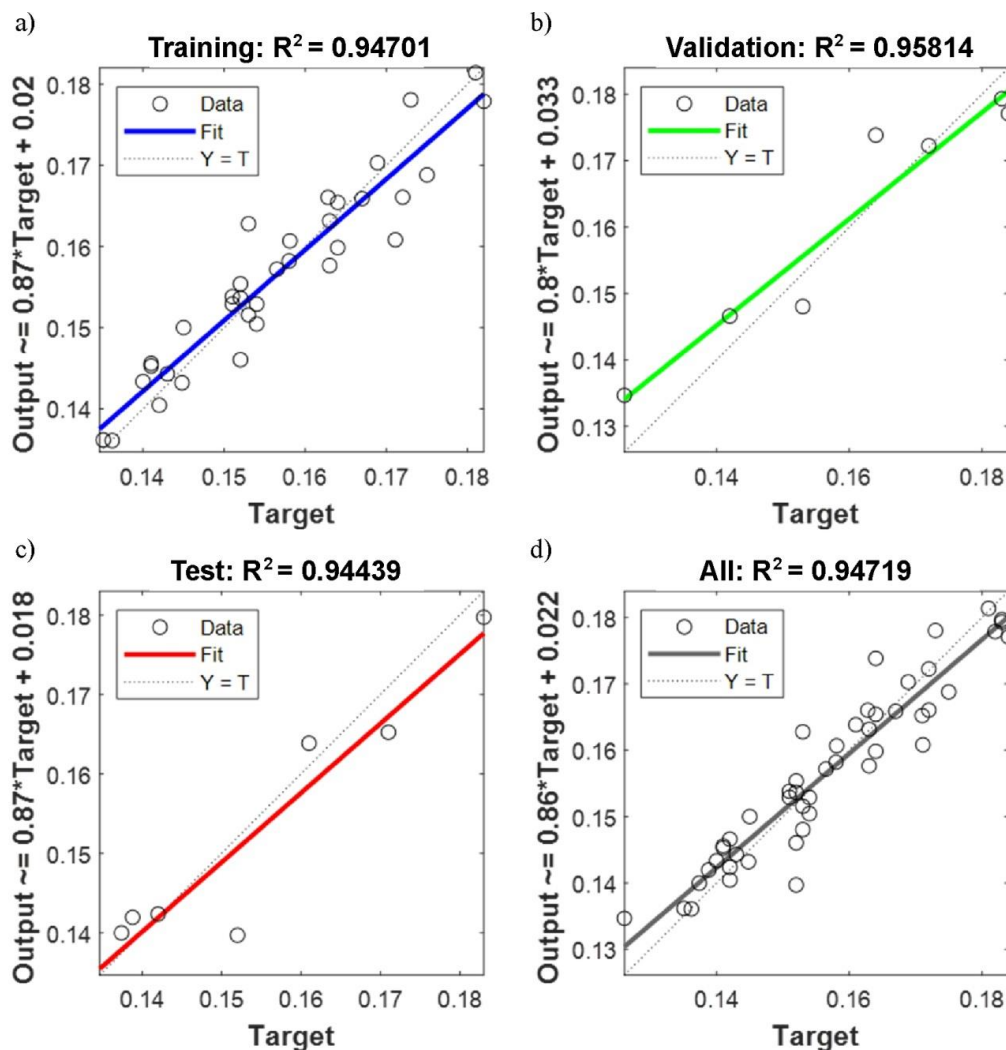 a)
Training: R² = 0.94701
Output ~= 0.87*Target + 0.02
0.18
0.17
0.16
0.15
0.14
Data
Fit
Y = T
0.14
0.15
0.16
0.17
0.18
Target
b)
Validation: R² = 0.95814
Output ~= 0.8*Target + 0.033
0.18
0.17
0.16
0.15
0.14
0.13
Data
Fit
Y = T
0.14
0.16
0.18
Target
c)
Test: R² = 0.94439
Output ~= 0.87*Target + 0.018
0.18
0.17
0.16
0.15
0.14
Data
Fit
Y = T
0.14
0.15
0.16
0.17
0.18
Target
d)
All: R² = 0.94719
Output ~= 0.86*Target + 0.022
0.18
0.17
0.16
0.15
0.14
0.13
Data
Fit
Y = T
0.14
0.16
0.18
Target